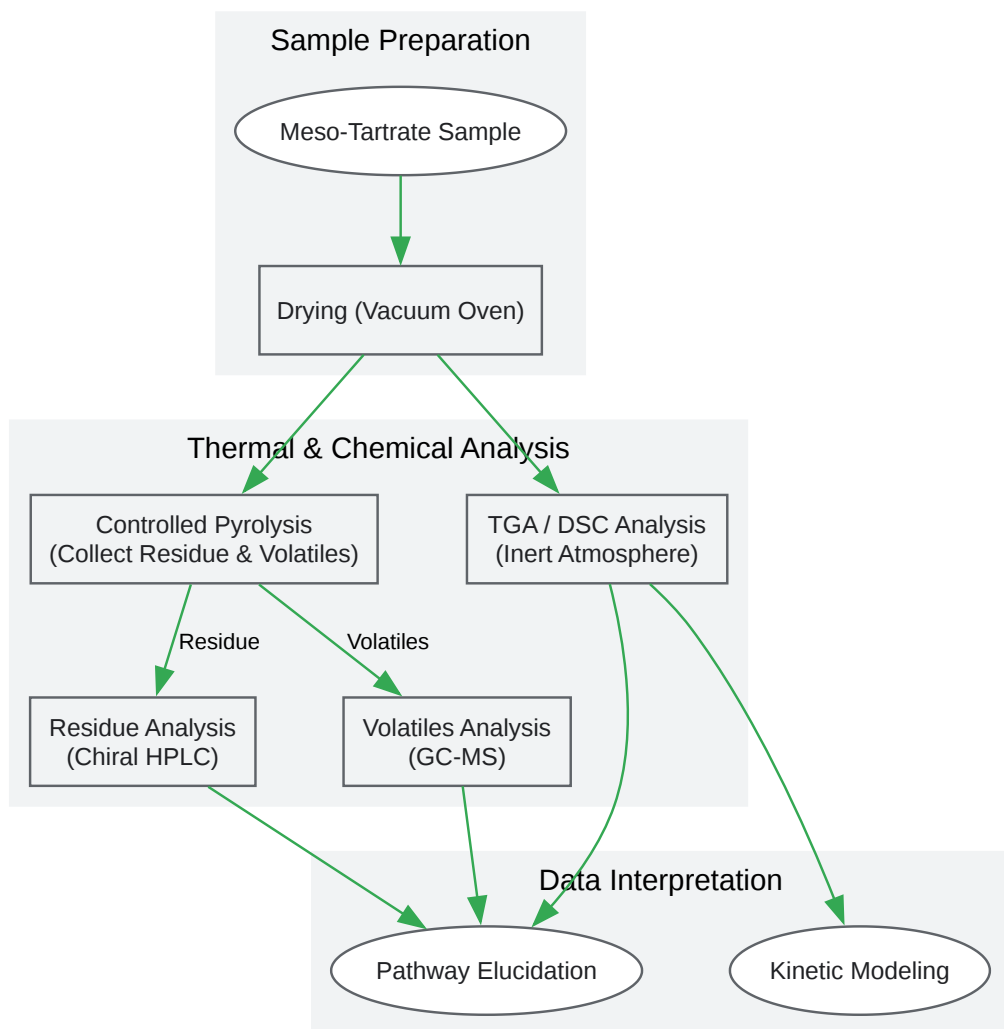 Sample Preparation
Meso-Tartrate Sample
Drying (Vacuum Oven)
Thermal & Chemical Analysis
Controlled Pyrolysis
(Collect Residue & Volatiles)
TGA / DSC Analysis
(Inert Atmosphere)
Residue
Volatiles
Residue Analysis
(Chiral HPLC)
Volatiles Analysis
(GC-MS)
Data Interpretation
Pathway Elucidation
Kinetic Modeling